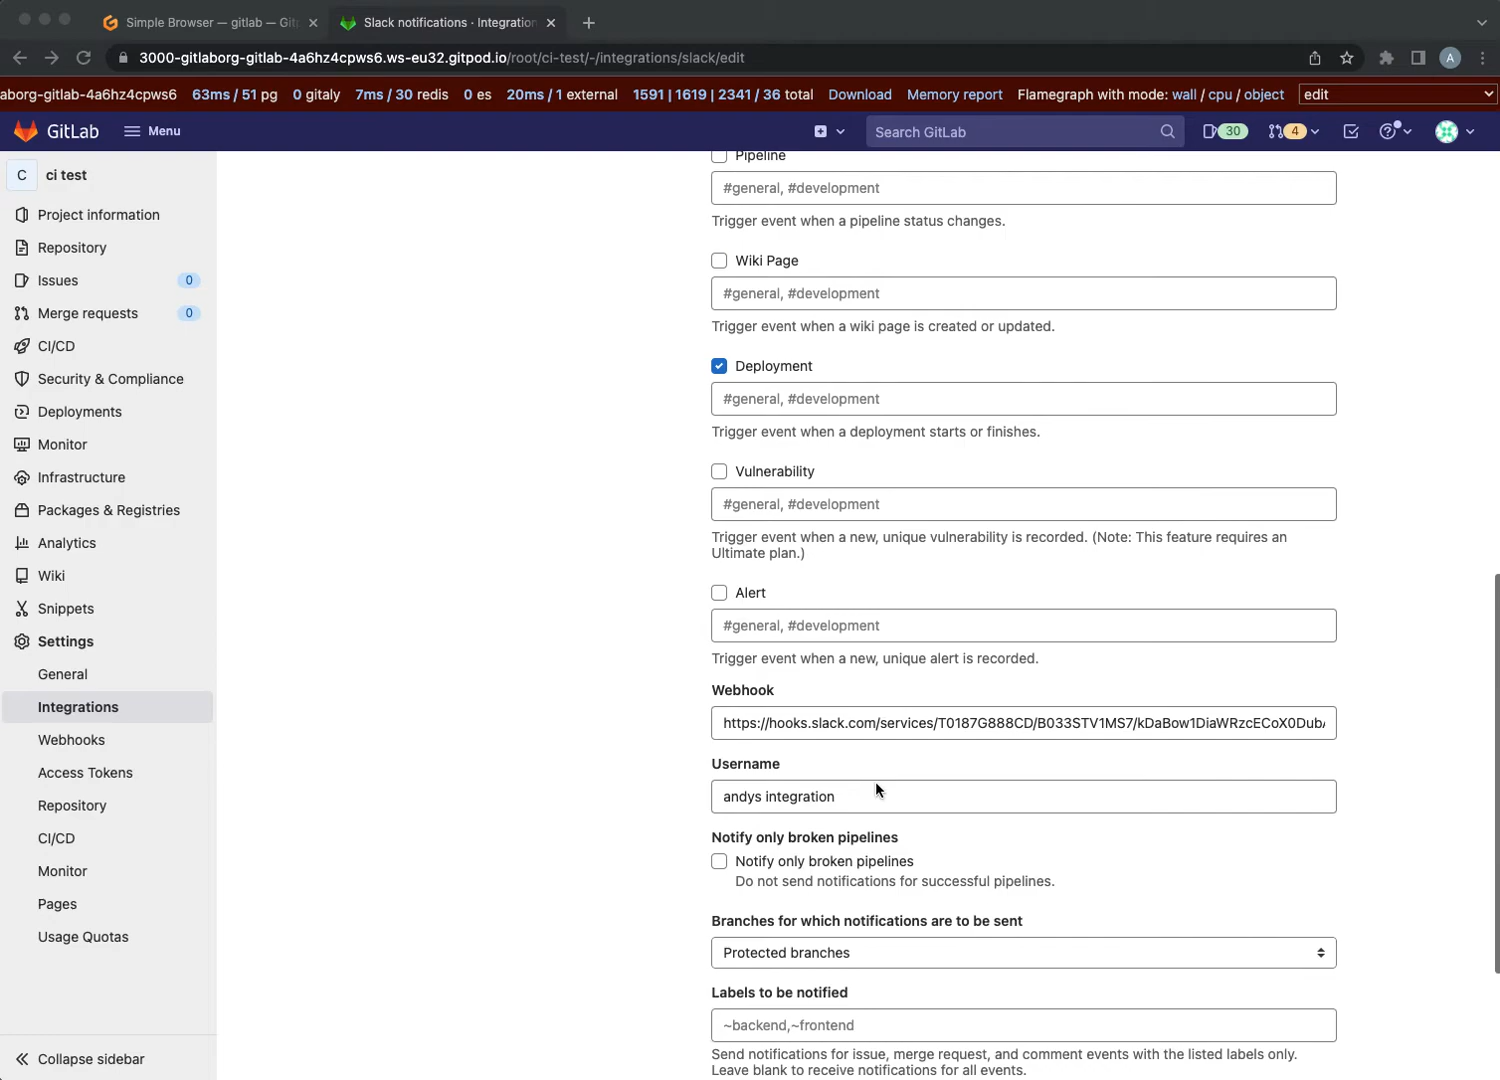 Simple Browser — gitlab — Git
Slack notifications · Integration
3000-gitlaborg-gitlab-4a6hz4cpws6.ws-eu32.gitpod.io/root/ci-test/-/integrations/slack/edit
A
aborg-gitlab-4a6hz4cpws6 63ms / 51 pg 0 gitaly 7ms / 30 redis 0 es 20ms / 1 external 1591 | 1619 | 2341 / 36 total Download Memory report Flamegraph with mode: wall / cpu / object edit
GitLab Menu Search GitLab 30 4
C ci test
Project information
Repository
Issues 0
Merge requests 0
CI/CD
Security & Compliance
Deployments
Monitor
Infrastructure
Packages & Registries
Analytics
Wiki
Snippets
Settings
General
Integrations
Webhooks
Access Tokens
Repository
CI/CD
Monitor
Pages
Usage Quotas
Collapse sidebar
Pipeline
#general, #development
Trigger event when a pipeline status changes.
Wiki Page
#general, #development
Trigger event when a wiki page is created or updated.
Deployment
#general, #development
Trigger event when a deployment starts or finishes.
Vulnerability
#general, #development
Trigger event when a new, unique vulnerability is recorded. (Note: This feature requires an
Ultimate plan.)
Alert
#general, #development
Trigger event when a new, unique alert is recorded.
Webhook
https://hooks.slack.com/services/T0187G888CD/B033STV1MS7/kDaBow1DiaWRzcECoX0Dub
Username
andys integration
Notify only broken pipelines
Notify only broken pipelines
Do not send notifications for successful pipelines.
Branches for which notifications are to be sent
Protected branches
Labels to be notified
~backend,~frontend
Send notifications for issue, merge request, and comment events with the listed labels only.
Leave blank to receive notifications for all events.